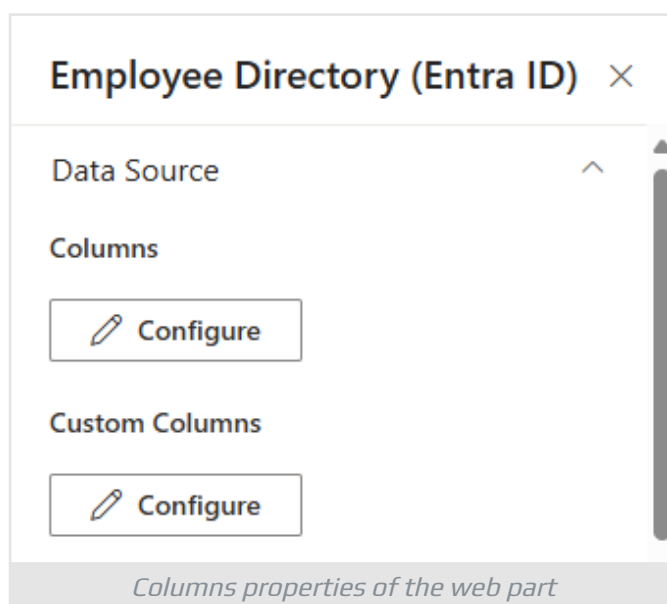 Employee Directory (Entra ID)
Data Source
Columns
Configure
Custom Columns
Configure
Columns properties of the web part